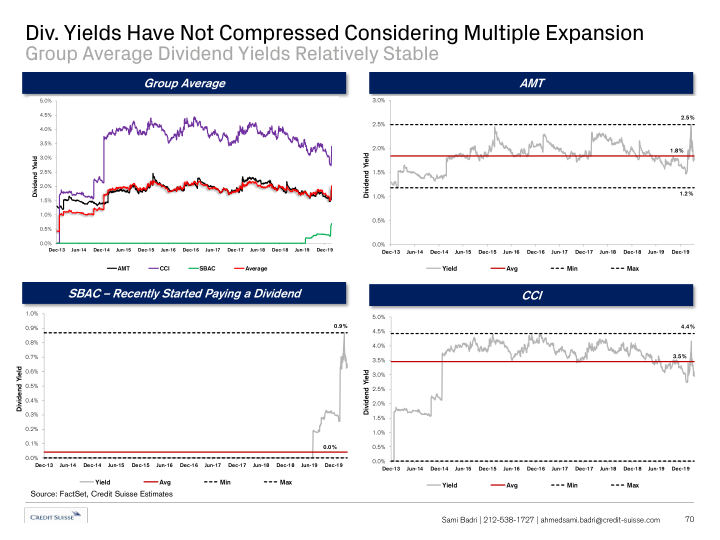 Div. Yields Have Not Compressed Considering Multiple Expansion
Group Average Dividend Yields Relatively Stable
Group Average
5.0%
4.5%
4.0%
3.5%
3.0%
2.5%
2.0%
1.5%
1.0%
0.5%
0.0%
Dividend Yield
Dec-13 Jun-14 Dec-14 Jun-15 Dec-15 Jun-16 Dec-16 Jun-17 Dec-17 Jun-18 Dec-18 Jun-19 Dec-19
AMT CCI SBAC Average
AMT
3.0%
2.5%
2.0%
1.5%
1.0%
0.5%
0.0%
Dividend Yield
2.5%
1.8%
1.2%
Dec-13 Jun-14 Dec-14 Jun-15 Dec-15 Jun-16 Dec-16 Jun-17 Dec-17 Jun-18 Dec-18 Jun-19 Dec-19
Yield Avg Min Max
SBAC – Recently Started Paying a Dividend
1.0%
0.9%
0.8%
0.7%
0.6%
0.5%
0.4%
0.3%
0.2%
0.1%
0.0%
Dividend Yield
0.9%
0.0%
Dec-13 Jun-14 Dec-14 Jun-15 Dec-15 Jun-16 Dec-16 Jun-17 Dec-17 Jun-18 Dec-18 Jun-19 Dec-19
Yield Avg Min Max
CCI
5.0%
4.5%
4.0%
3.5%
3.0%
2.5%
2.0%
1.5%
1.0%
0.5%
0.0%
Dividend Yield
4.4%
3.5%
Dec-13 Jun-14 Dec-14 Jun-15 Dec-15 Jun-16 Dec-16 Jun-17 Dec-17 Jun-18 Dec-18 Jun-19 Dec-19
Yield Avg Min Max
Source: FactSet, Credit Suisse Estimates
CREDIT SUISSE
Sami Badri | 212-538-1727 | ahmedsami.badri@credit-suisse.com 70